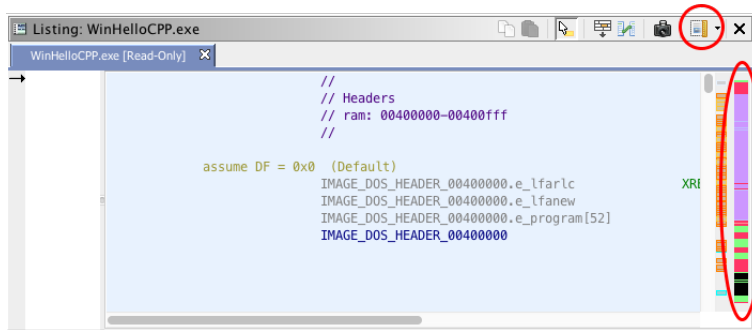 Listing: WinHelloCPP.exe
WinHelloCPP.exe [Read-Only]
//
// Headers
// ram: 00400000-00400fff
//
assume DF = 0x0 (Default)
IMAGE_DOS_HEADER_00400000.e_lfarlc XRE
IMAGE_DOS_HEADER_00400000.e_lfanew
IMAGE_DOS_HEADER_00400000.e_program[52]
IMAGE_DOS_HEADER_00400000